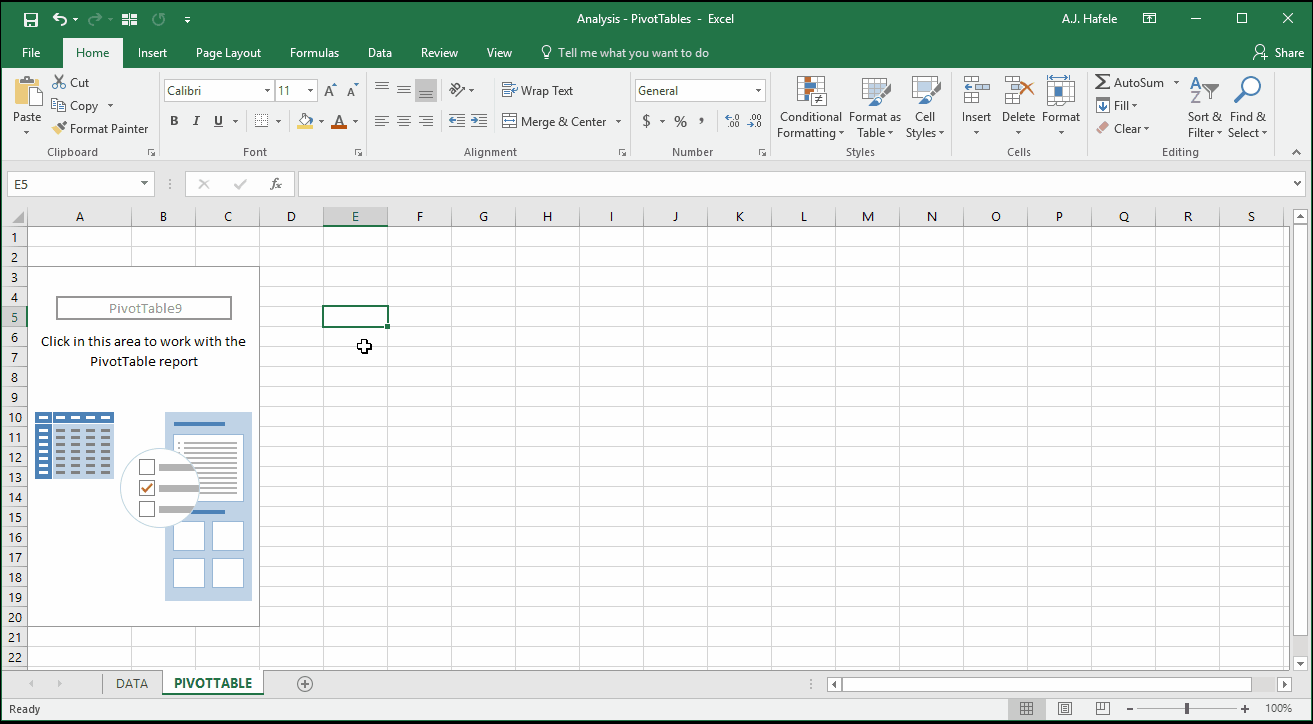 Analysis - PivotTables - Excel
A.J. Hafele
File Home Insert Page Layout Formulas Data Review View Tell me what you want to do Share
Paste
Cut
Copy
Format Painter
Clipboard
Calibri 11 A A
B I U A
Font
Wrap Text
Merge & Center
Alignment
General
$ % , .00 .0
Number
Conditional Formatting
Format as Table
Cell Styles
Styles
Insert Delete Format
Cells
AutoSum
Fill
Clear
Sort & Filter
Find & Select
Editing
E5 fx
A B C D E F G H I J K L M N O P Q R S
1
2
3
4
5
6
7
8
9
10
11
12
13
14
15
16
17
18
19
20
21
22
PivotTable9
Click in this area to work with the
PivotTable report
DATA PIVOTTABLE
Ready 100%